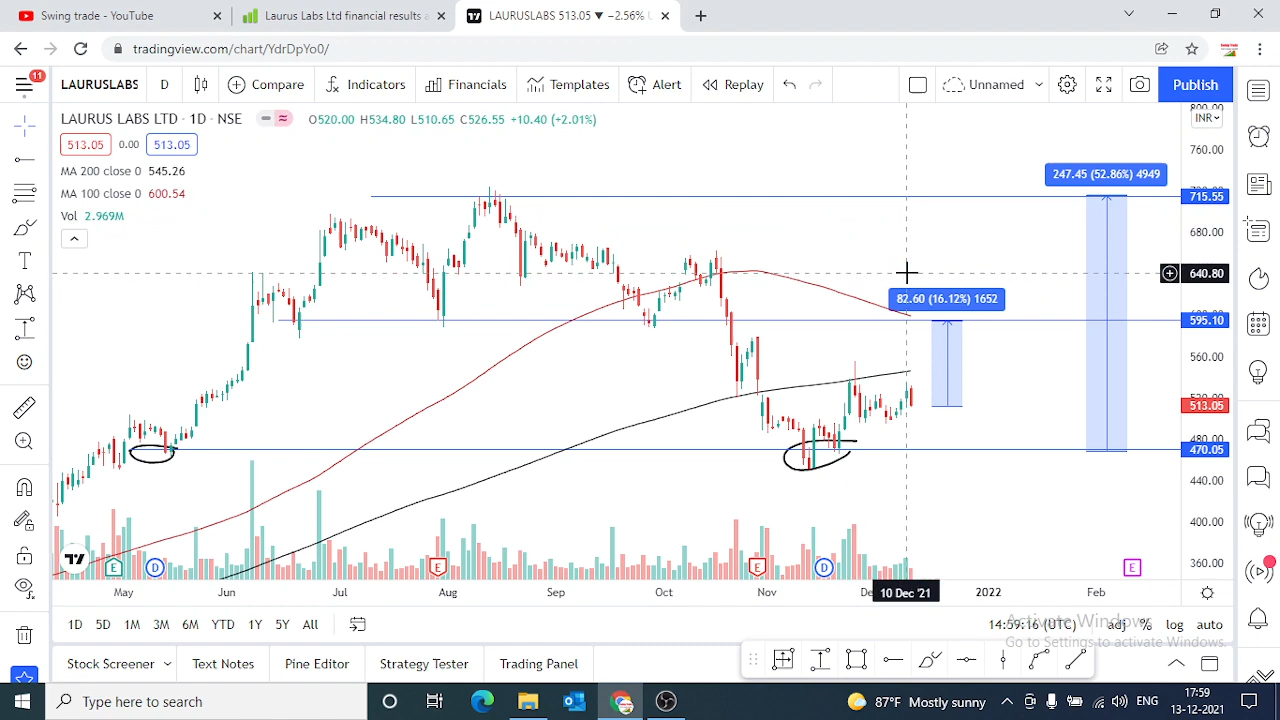 Swing trade - YouTube
Laurus Labs Ltd financial results a
LAURUSLABS 513.05 ▼ −2.56% U
tradingview.com/chart/YdrDpYo0/
11
LAURUSLABS
D
Compare
Indicators
Financials
Templates
Alert
Replay
Unnamed
Publish
LAURUS LABS LTD · 1D · NSE
O520.00 H534.80 L510.65 C526.55 +10.40 (+2.01%)
INR
513.05
0.00
513.05
MA 200 close 0 545.26
MA 100 close 0 600.54
Vol 2.969M
800.00
760.00
247.45 (52.86%) 4949
715.55
680.00
640.80
82.60 (16.12%) 1652
595.10
560.00
513.05
480.00
470.05
440.00
400.00
360.00
E
D
E
E
D
E
May
Jun
Jul
Aug
Sep
Oct
Nov
10 Dec '21
2022
Feb
1D
5D
1M
3M
6M
YTD
1Y
5Y
All
14:59:16 (UTC)
adj
%
log
auto
Activate Windows
Go to Settings to activate Windows.
Stock Screener
Text Notes
Pine Editor
Strategy Tester
Trading Panel
Type here to search
87°F Mostly sunny
ENG
17:59
13-12-2021